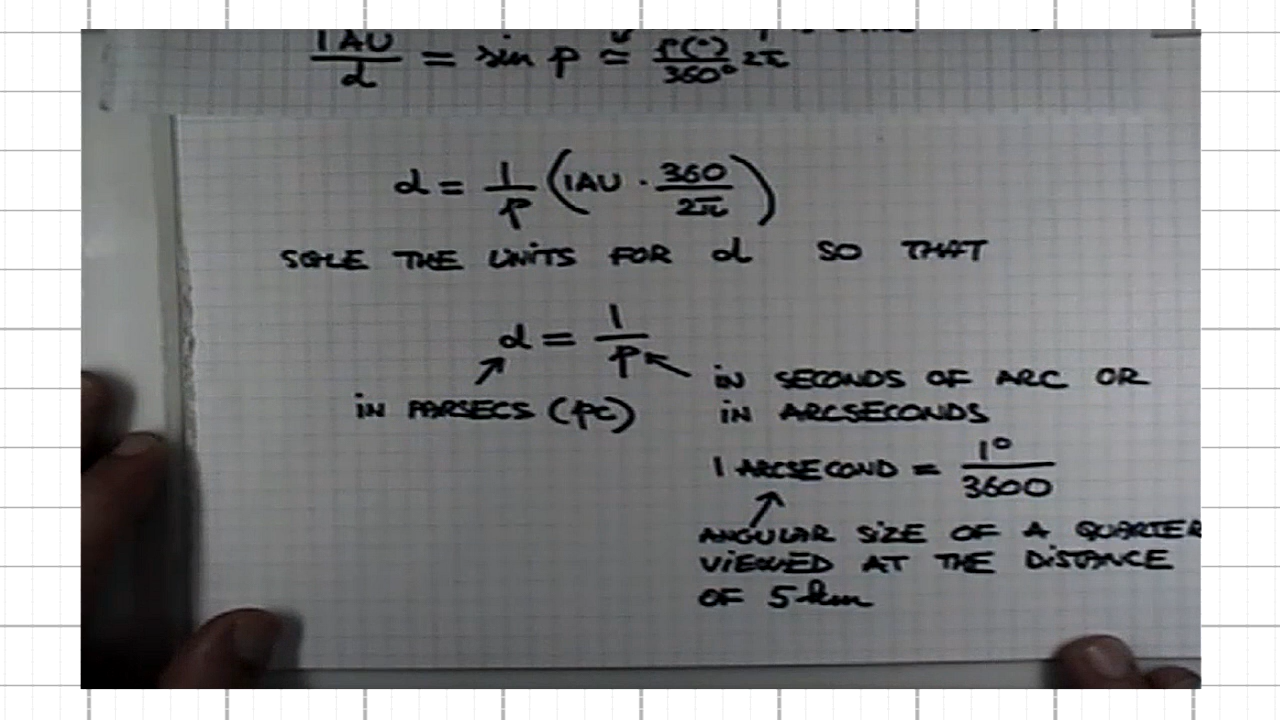 1AU/d = sin p ≃ p(°)/360° 2π
d = 1/p (1AU · 360/2π)
SCALE THE UNITS FOR d SO THAT
d = 1/p
IN SECONDS OF ARC OR
IN PARSECS (pc)
IN ARCSECONDS
1 ARCSECOND = 1°/3600
ANGULAR SIZE OF A QUARTER
VIEWED AT THE DISTANCE
OF 5 km